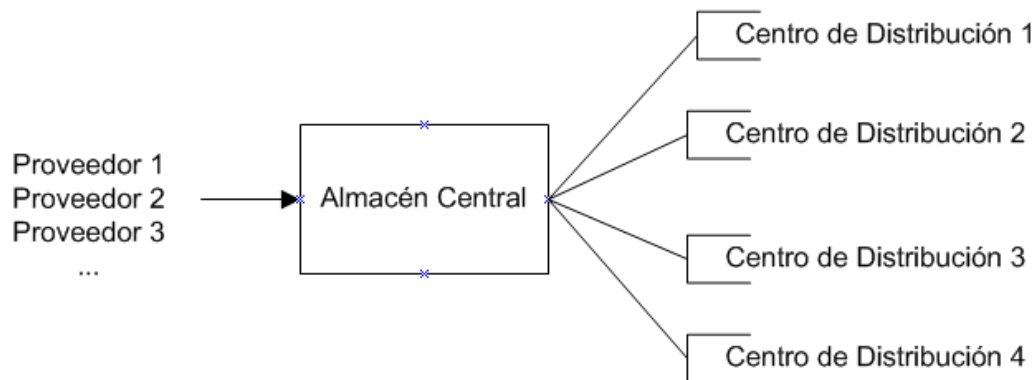 Proveedor 1
Proveedor 2
Proveedor 3
...
Almacén Central
Centro de Distribución 1
Centro de Distribución 2
Centro de Distribución 3
Centro de Distribución 4